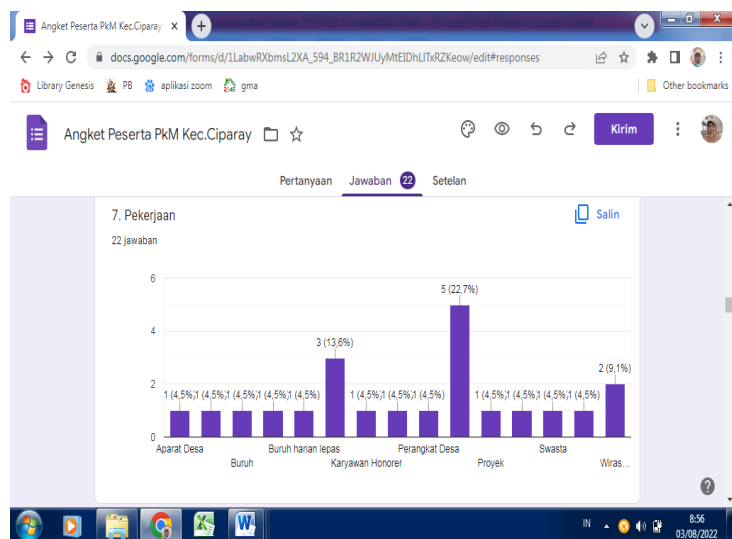 Angket Peserta PkM Kec.Ciparay
docs.google.com/forms/d/1LabwRXbmsL2XA_594_BR1R2WJUyMtEIDhLITxRZKeow/edit#responses
Library Genesis PB aplikasi zoom gma Other bookmarks
Angket Peserta PkM Kec.Ciparay Kirim
Pertanyaan Jawaban 22 Setelan
7. Pekerjaan Salin
22 jawaban
6
5 (22,7%)
4
3 (13,6%)
2 (9,1%)
2
1 (4,5%) 1 (4,5%) 1 (4,5%) 1 (4,5%) 1 (4,5%) 1 (4,5%) 1 (4,5%) 1 (4,5%) 1 (4,5%) 1 (4,5%) 1 (4,5%) 1 (4,5%)
0
Aparat Desa Buruh harian lepas Perangkat Desa Swasta
Buruh Karyawan Honorer Proyek Wiras...
IN 8:56
03/08/2022